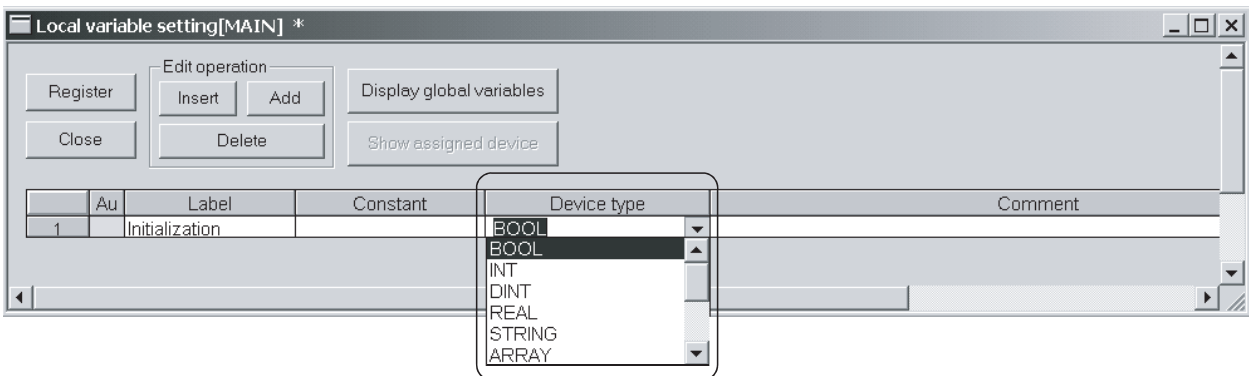 Local variable setting[MAIN] *
Edit operation
Register Insert Add Display global variables
Close Delete Show assigned device
Au Label Constant Device type Comment
1 Initialization BOOL
BOOL
INT
DINT
REAL
STRING
ARRAY